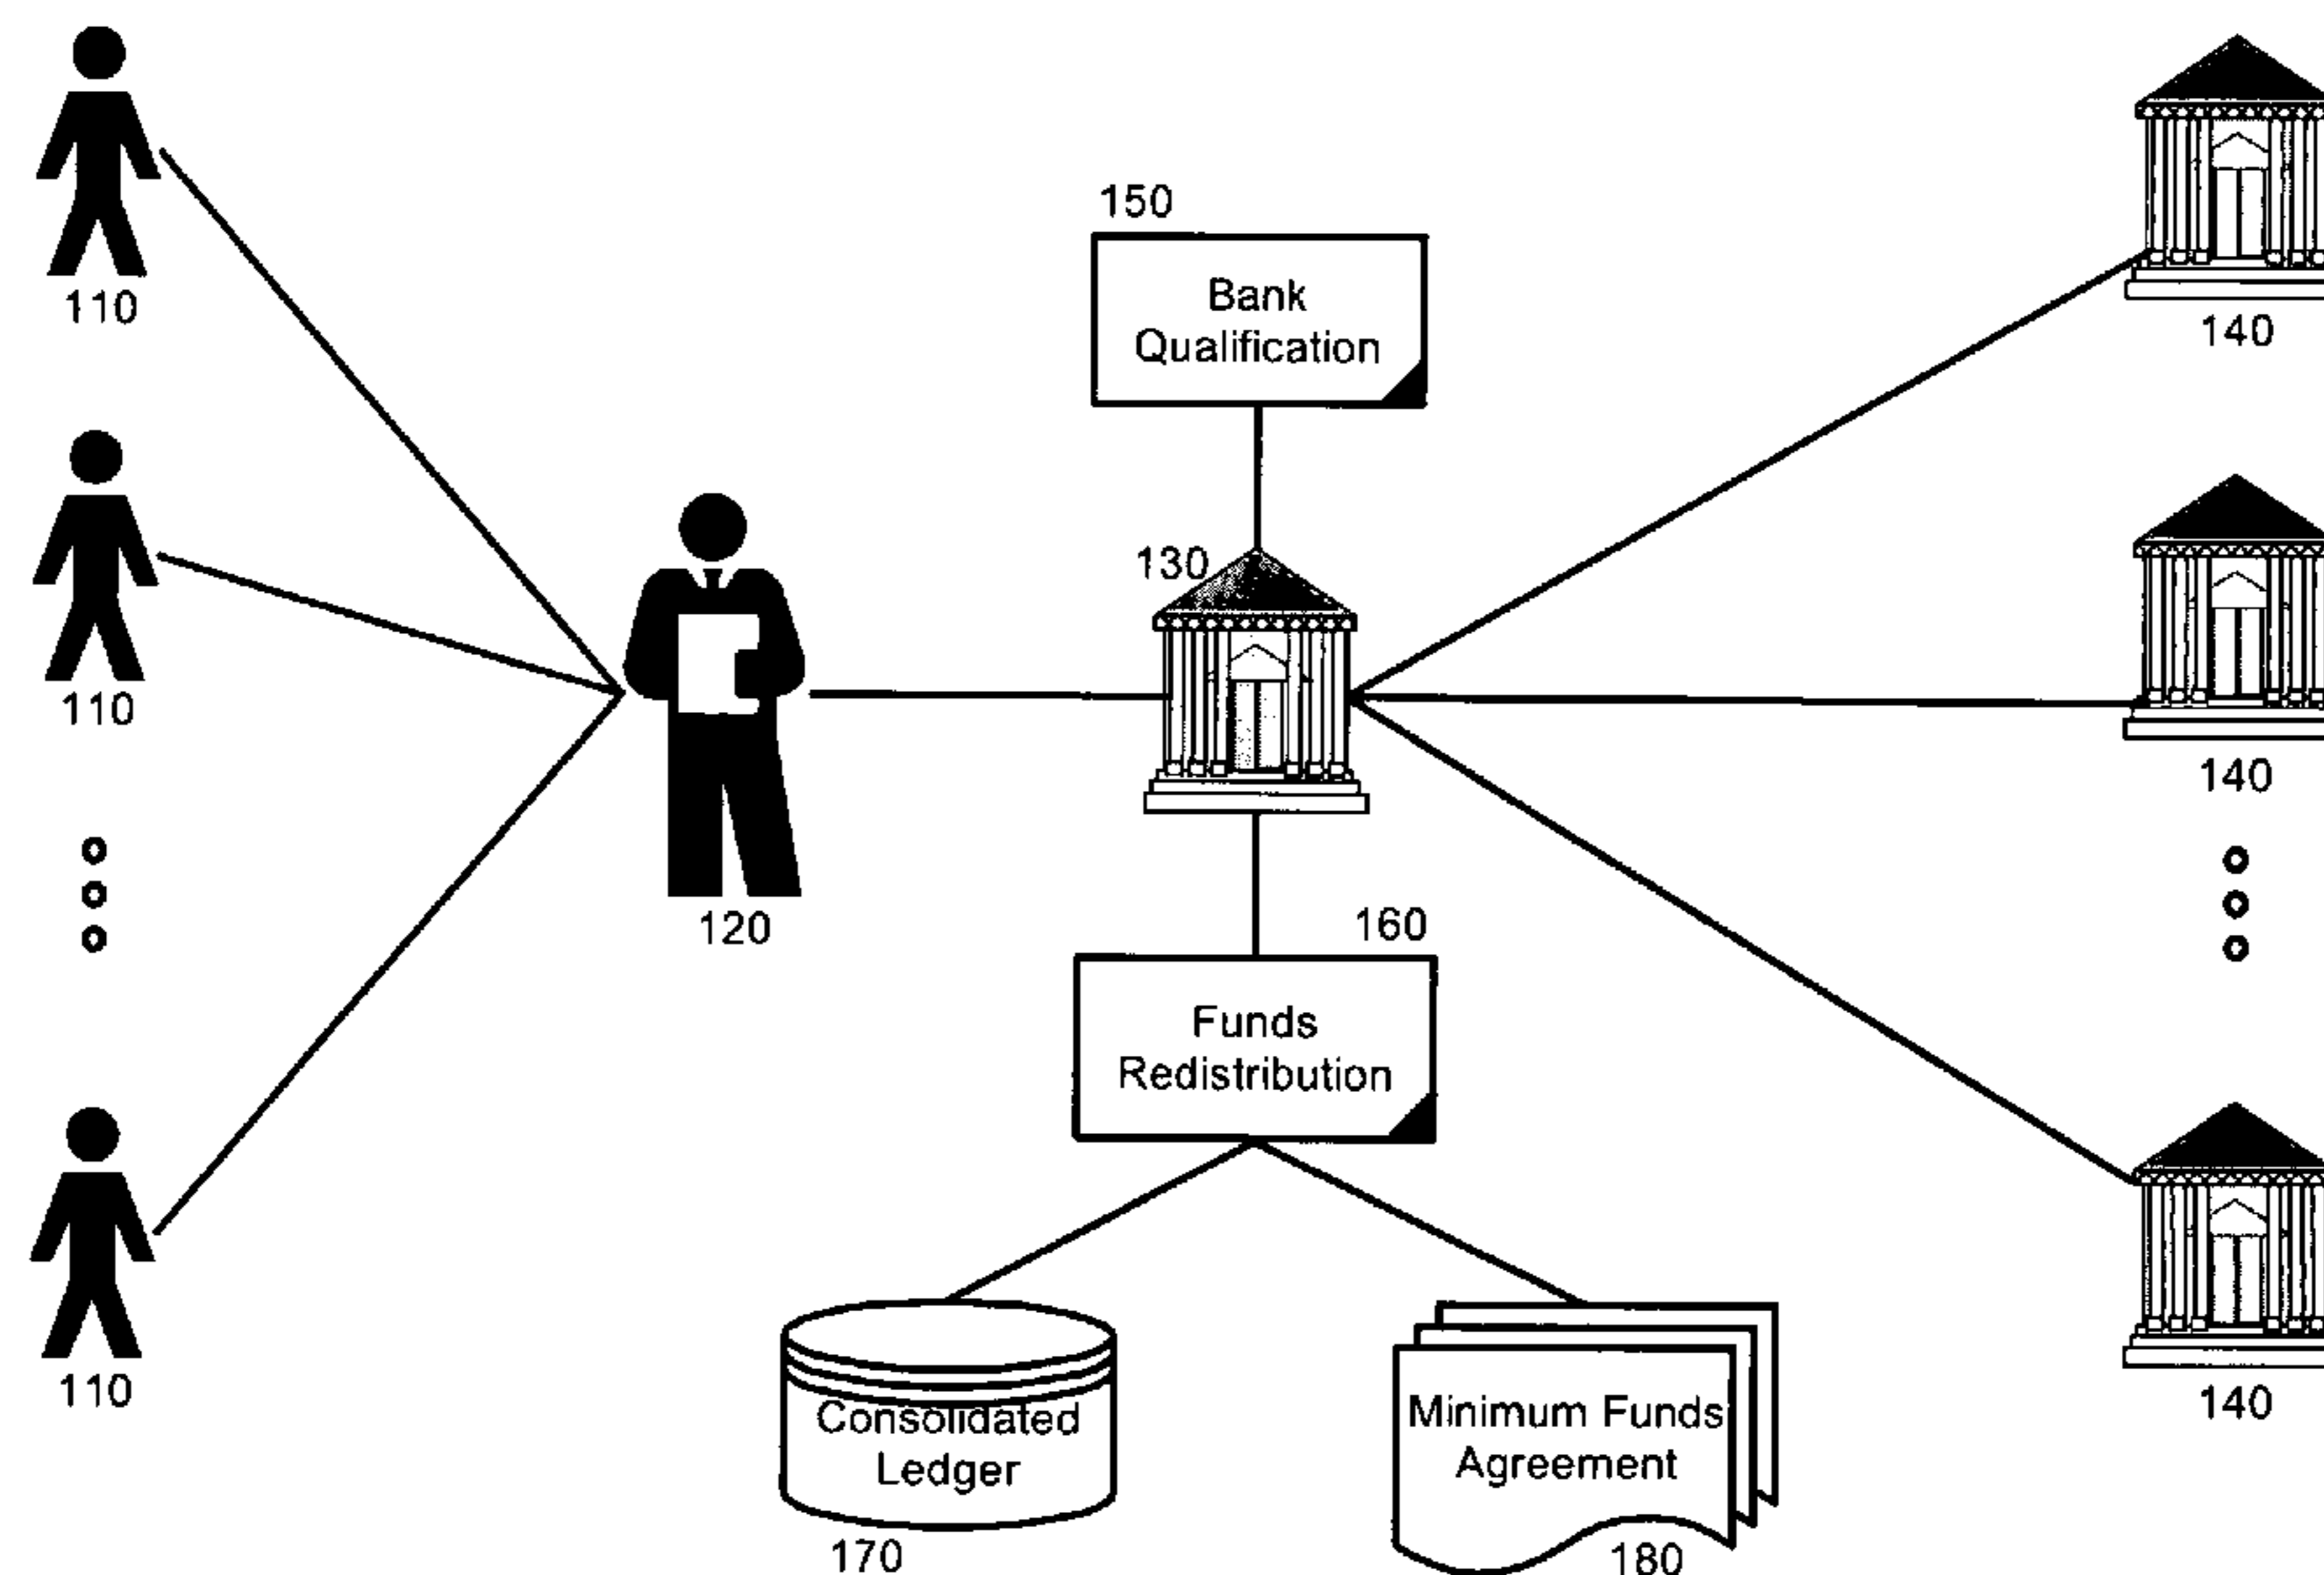 150
Bank
Qualification
110
140
130
110
140
120
160
Funds
Redistribution
110
140
Consolidated
Ledger
Minimum Funds
Agreement
170
180